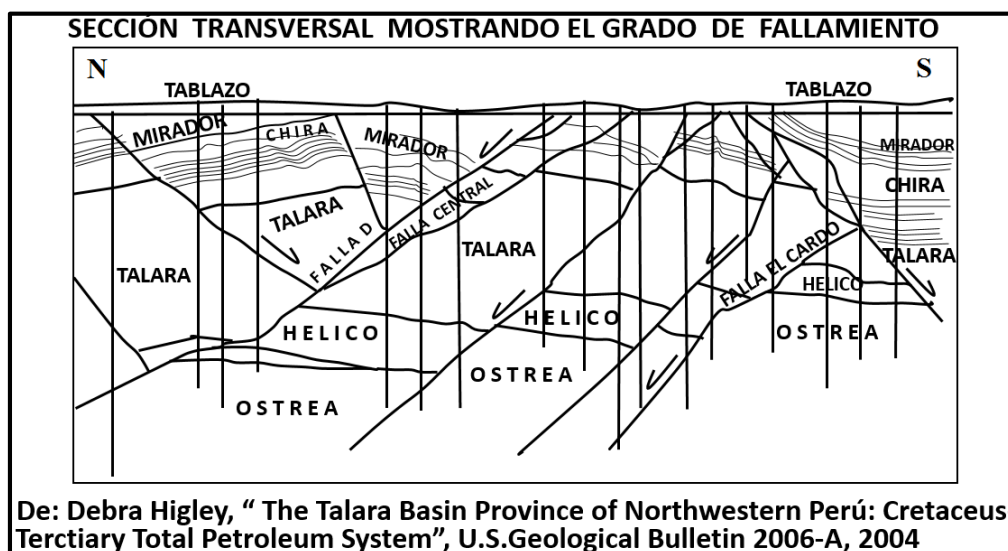 SECCIÓN TRANSVERSAL MOSTRANDO EL GRADO DE FALLAMIENTO
N
S
TABLAZO
TABLAZO
MIRADOR
CHIRA
MIRADOR
MIRADOR
CHIRA
TALARA
FALLA D
FALLA CENTRAL
TALARA
TALARA
TALARA
FALLA EL CARDO
HELICO
HELICO
HELICO
OSTREA
OSTREA
OSTREA
De: Debra Higley, “ The Talara Basin Province of Northwestern Perú: Cretaceus
Terctiary Total Petroleum System”, U.S.Geological Bulletin 2006-A, 2004